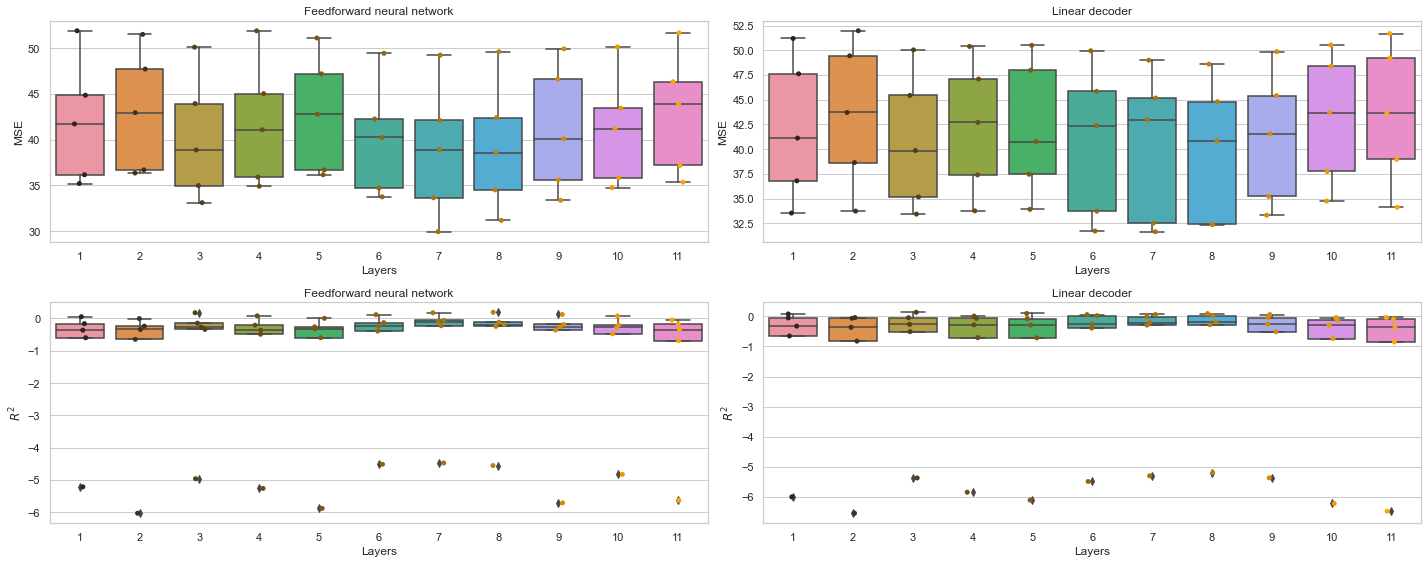 Feedforward neural network
MSE
50
45
40
35
30
1 2 3 4 5 6 7 8 9 10 11
Layers
Linear decoder
MSE
52.5
50.0
47.5
45.0
42.5
40.0
37.5
35.0
32.5
1 2 3 4 5 6 7 8 9 10 11
Layers
Feedforward neural network
R²
0
−1
−2
−3
−4
−5
−6
1 2 3 4 5 6 7 8 9 10 11
Layers
Linear decoder
R²
0
−1
−2
−3
−4
−5
−6
1 2 3 4 5 6 7 8 9 10 11
Layers